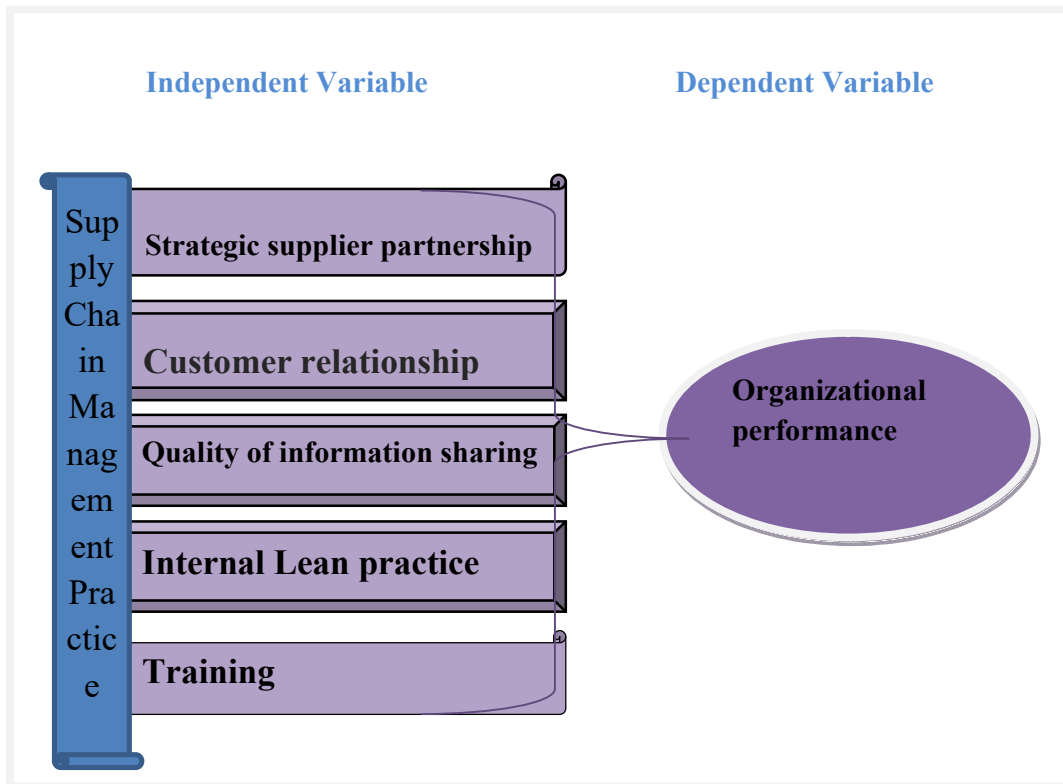 Independent Variable
Dependent Variable
Sup
ply
Cha
in
Ma
nag
em
ent
Pra
ctic
e
Strategic supplier partnership
Customer relationship
Quality of information sharing
Internal Lean practice
Training
Organizational
performance